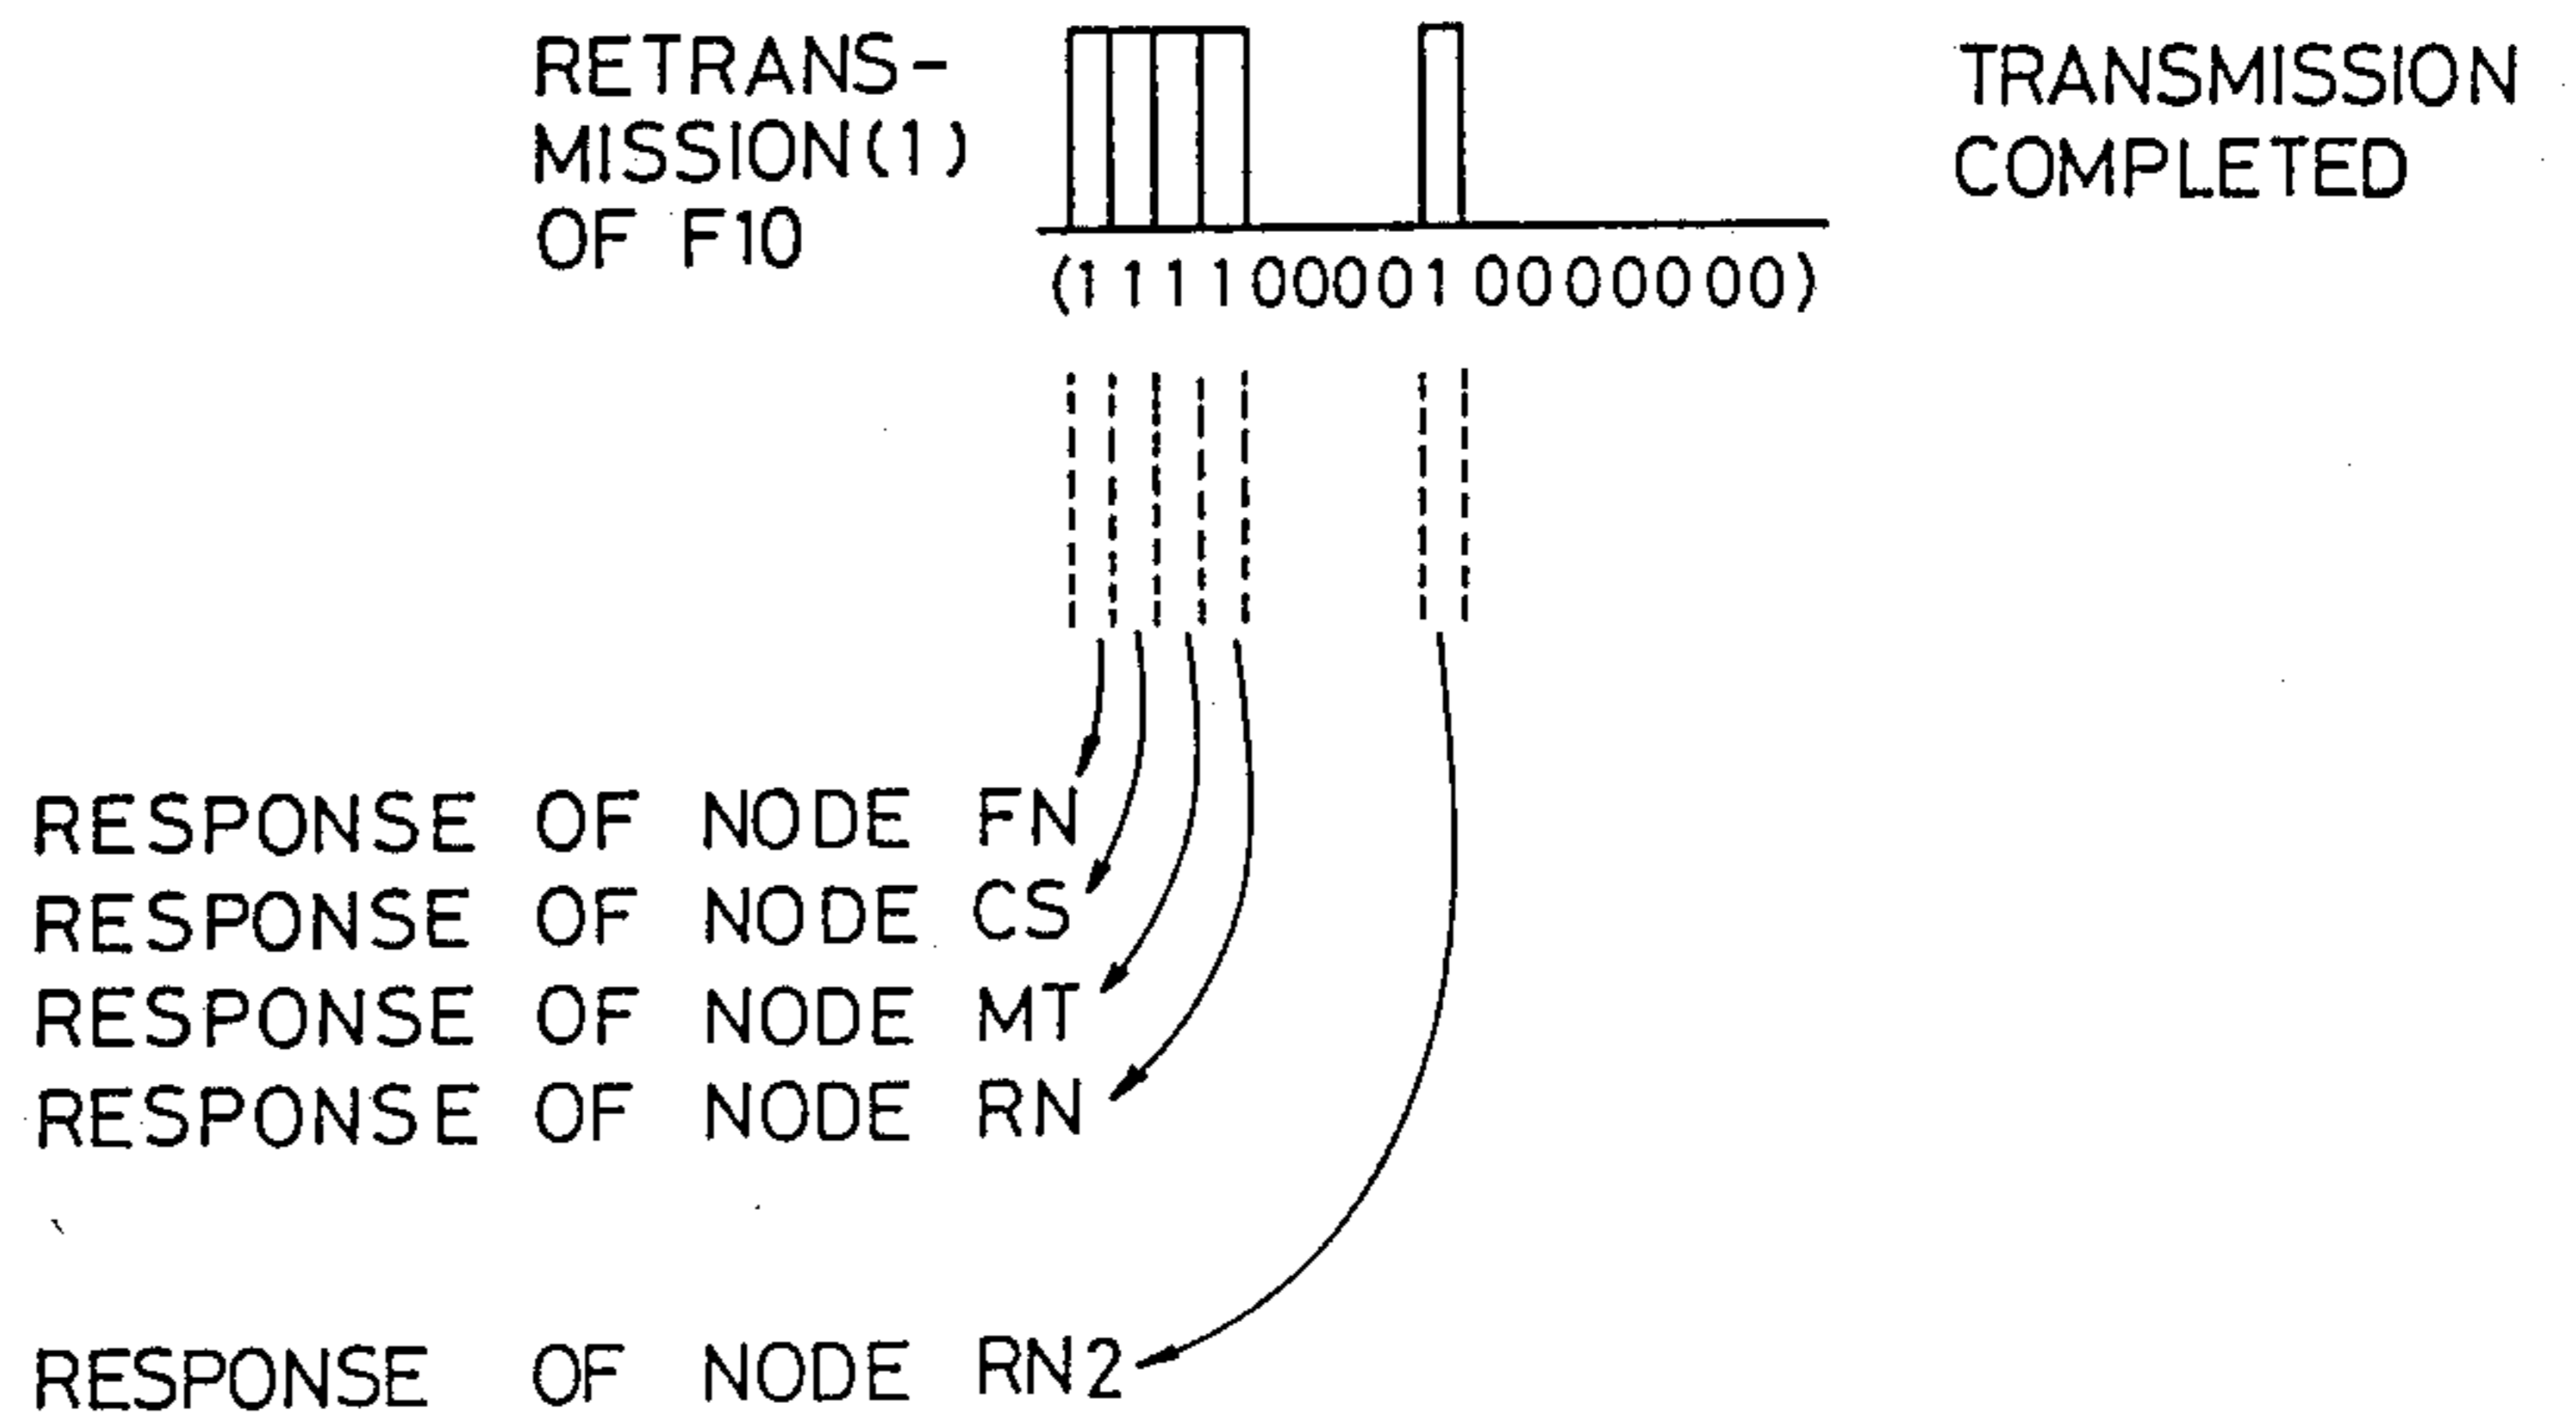 RETRANS-
MISSION(1)
OF F10
TRANSMISSION
COMPLETED
(1111000010000000)
RESPONSE OF NODE FN
RESPONSE OF NODE CS
RESPONSE OF NODE MT
RESPONSE OF NODE RN
RESPONSE OF NODE RN2